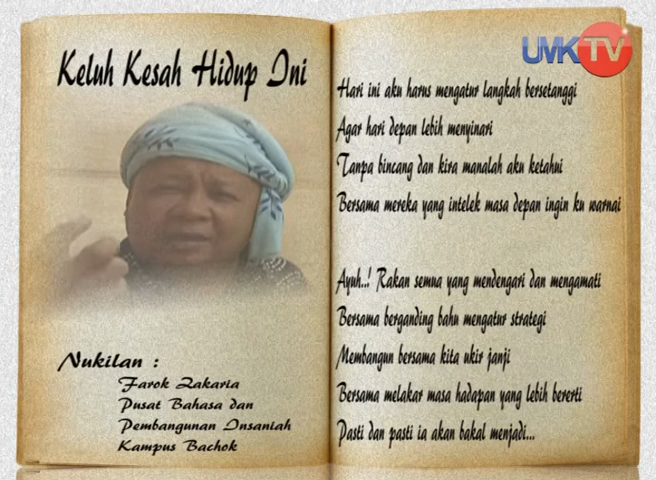 Keluh Kesah Hidup Ini
Nukilan :
Farok Zakaria
Pusat Bahasa dan
Pembangunan Insaniah
Kampus Bachok
UMKTV
Hari ini aku harus mengatur langkah bersetanggi
Agar hari depan lebih menyinari
Tanpa bincang dan kira manalah aku ketahui
Bersama mereka yang intelek masa depan ingin ku warnai
Ayuh...! Rakan semua yang mendengari dan mengamati
Bersama berganding bahu mengatur strategi
Membangun bersama kita ukir janji
Bersama melakar masa hadapan yang lebih bererti
Pasti dan pasti ia akan bakal menjadi...